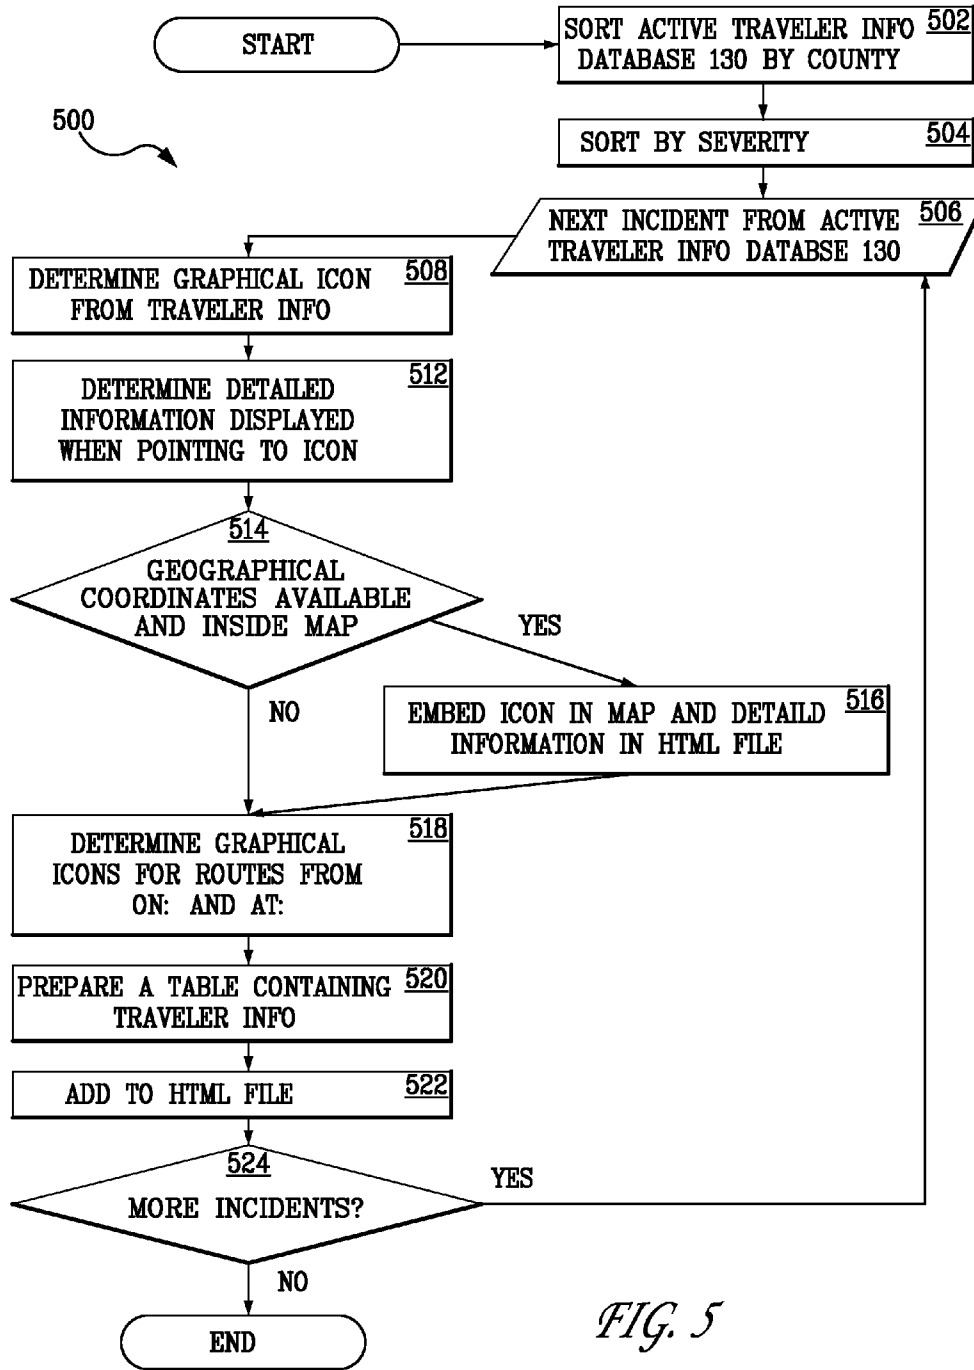 START
SORT ACTIVE TRAVELER INFO 502
DATABASE 130 BY COUNTY
500
SORT BY SEVERITY 504
NEXT INCIDENT FROM ACTIVE 506
TRAVELER INFO DATABSE 130
DETERMINE GRAPHICAL ICON 508
FROM TRAVELER INFO
512
DETERMINE DETAILED
INFORMATION DISPLAYED
WHEN POINTING TO ICON
514
GEOGRAPHICAL
COORDINATES AVAILABLE
AND INSIDE MAP
YES
NO
EMBED ICON IN MAP AND DETAILD 516
INFORMATION IN HTML FILE
518
DETERMINE GRAPHICAL
ICONS FOR ROUTES FROM
ON: AND AT:
PREPARE A TABLE CONTAINING 520
TRAVELER INFO
ADD TO HTML FILE 522
524
MORE INCIDENTS?
YES
NO
END
FIG. 5